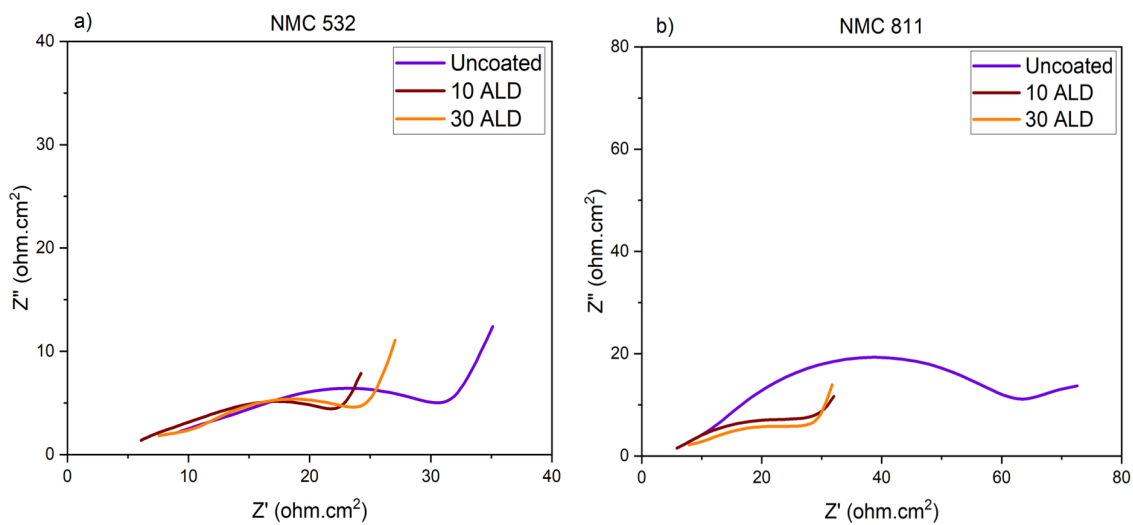 a)
NMC 532
40
30
20
10
0
0
10
20
30
40
Z" (ohm.cm²)
Z' (ohm.cm²)
Uncoated
10 ALD
30 ALD
b)
NMC 811
80
60
40
20
0
0
20
40
60
80
Z" (ohm.cm²)
Z' (ohm.cm²)
Uncoated
10 ALD
30 ALD